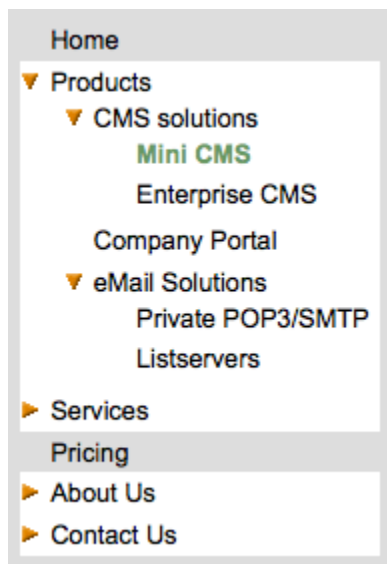 Home
Products
CMS solutions
Mini CMS
Enterprise CMS
Company Portal
eMail Solutions
Private POP3/SMTP
Listservers
Services
Pricing
About Us
Contact Us